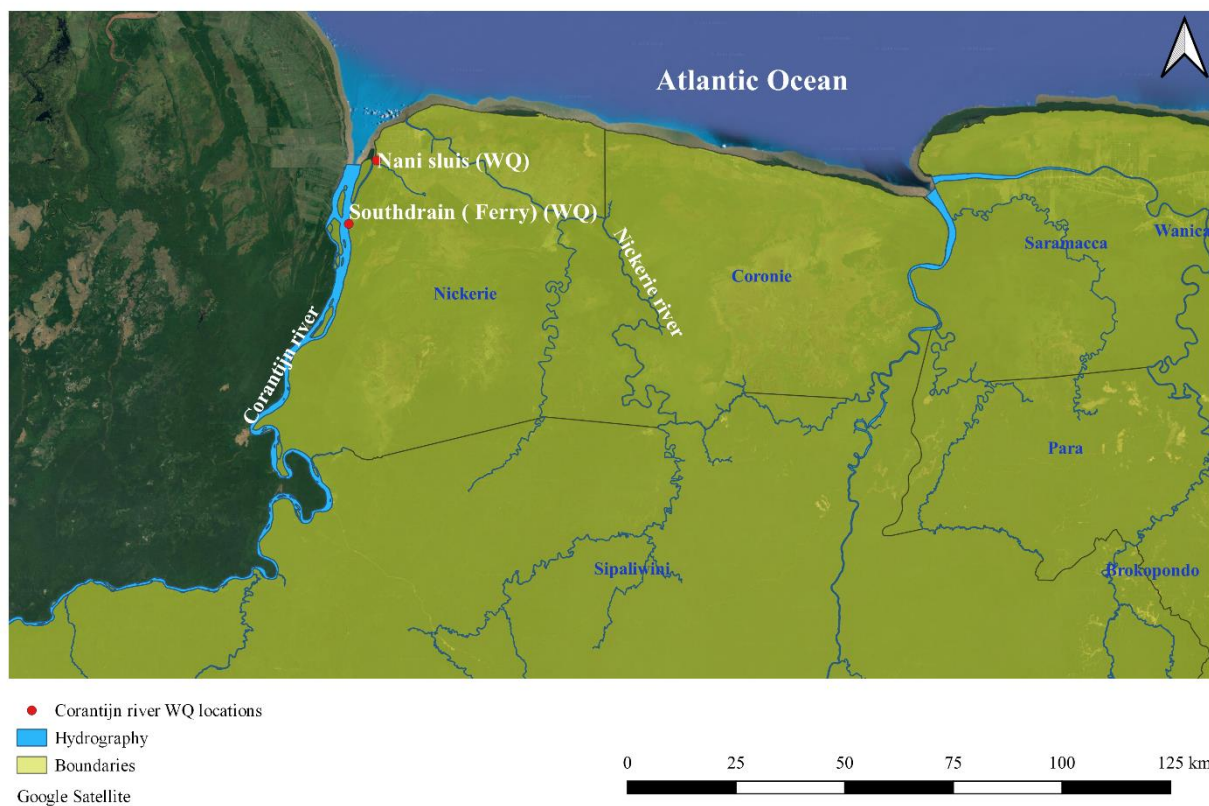 Atlantic Ocean
Nani sluis (WQ)
Southdrain ( Ferry) (WQ)
Nickerie river
Corantijn river
Nickerie
Coronie
Saramacca
Wanica
Para
Sipaliwini
Brokopondo
Corantijn river WQ locations
Hydrography
Boundaries
Google Satellite
0 25 50 75 100 125 km